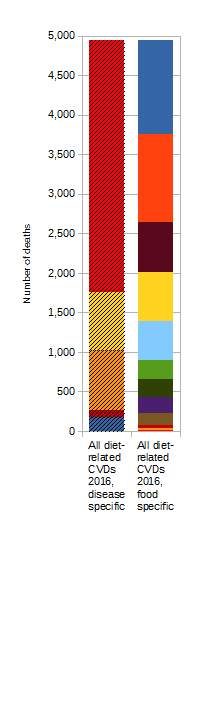 5,000
4,500
4,000
3,500
3,000
2,500
2,000
1,500
1,000
500
0
Number of deaths
All diet-
related
CVDs
2016,
disease
specific
All diet-
related
CVDs
2016,
food
specific